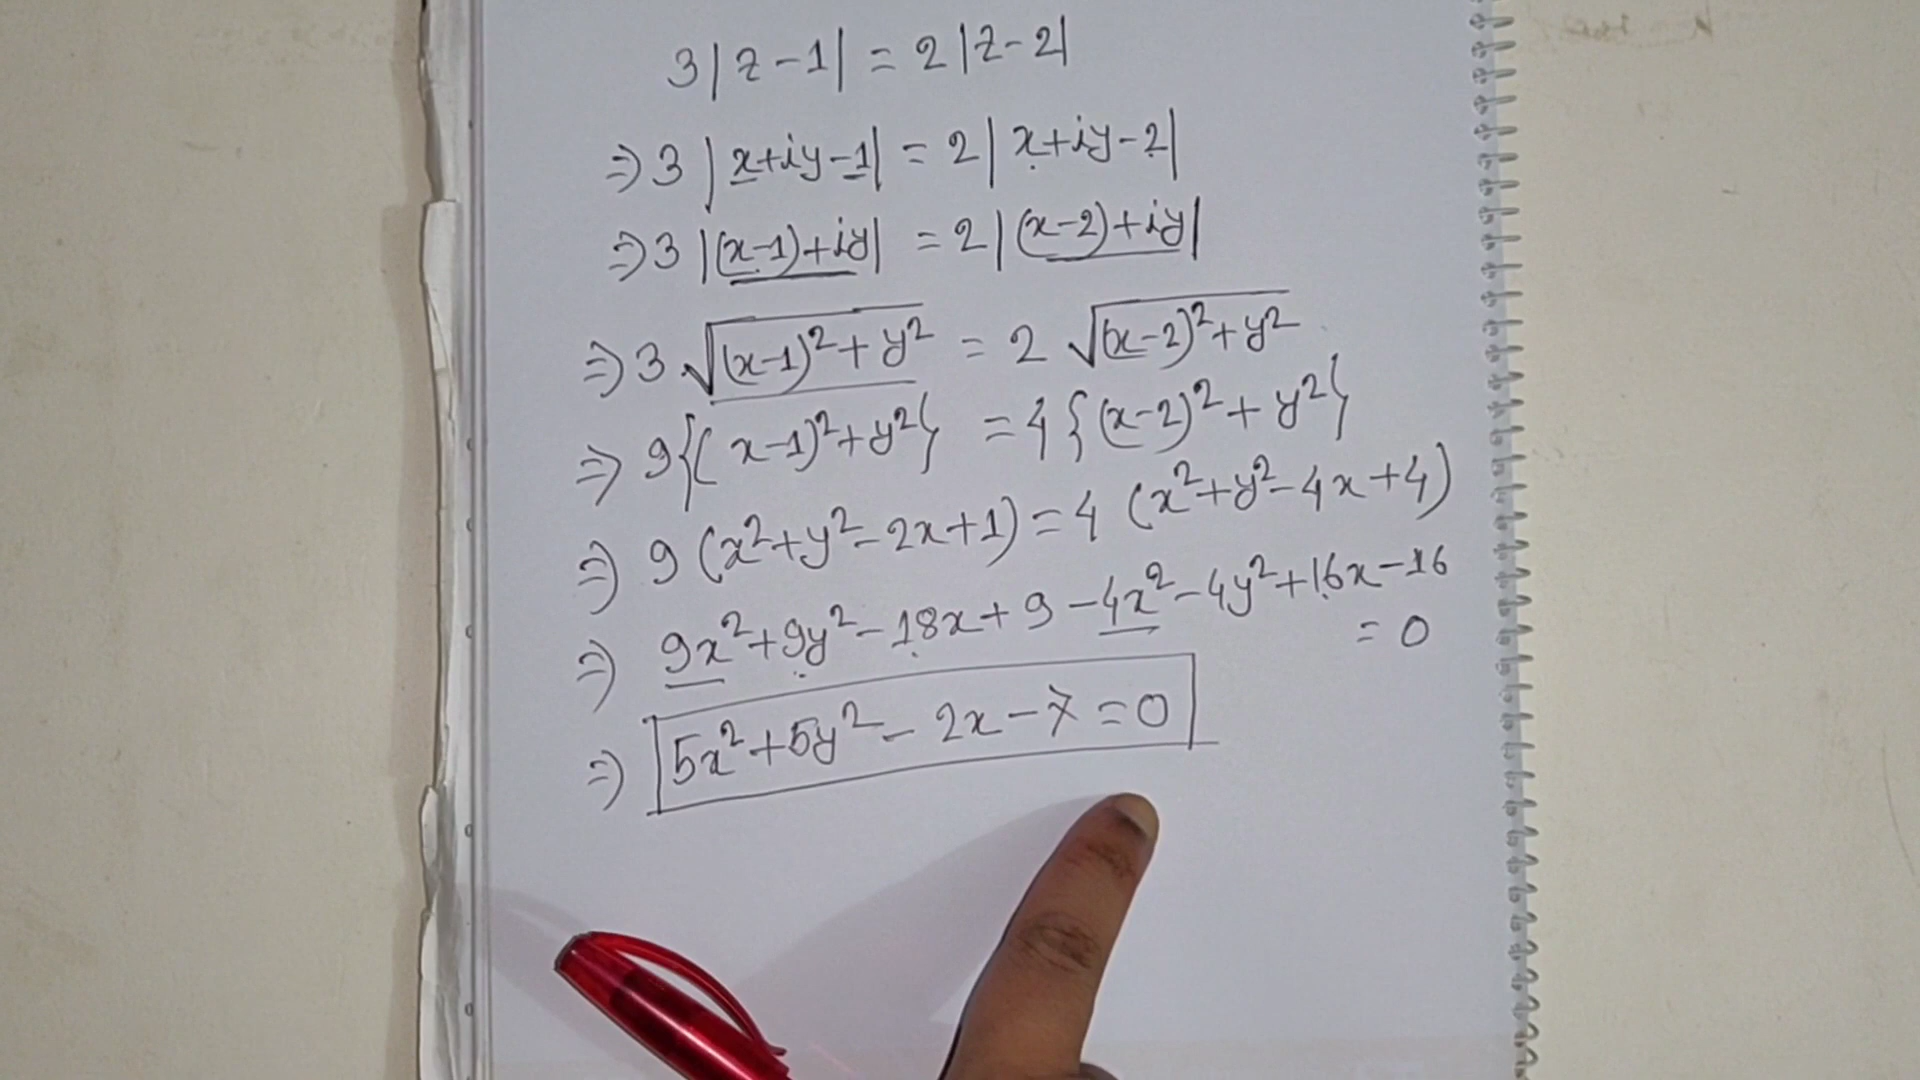 3|z-1| = 2|z-2|
⇒ 3|x+iy-1| = 2|x+iy-2|
⇒ 3|(x-1)+iy| = 2|(x-2)+iy|
⇒ 3√((x-1)²+y²) = 2√((x-2)²+y²)
⇒ 9{(x-1)²+y²} = 4{(x-2)²+y²}
⇒ 9(x²+y²-2x+1) = 4(x²+y²-4x+4)
⇒ 9x²+9y²-18x+9-4x²-4y²+16x-16
= 0
⇒ 5x²+5y²-2x-7=0